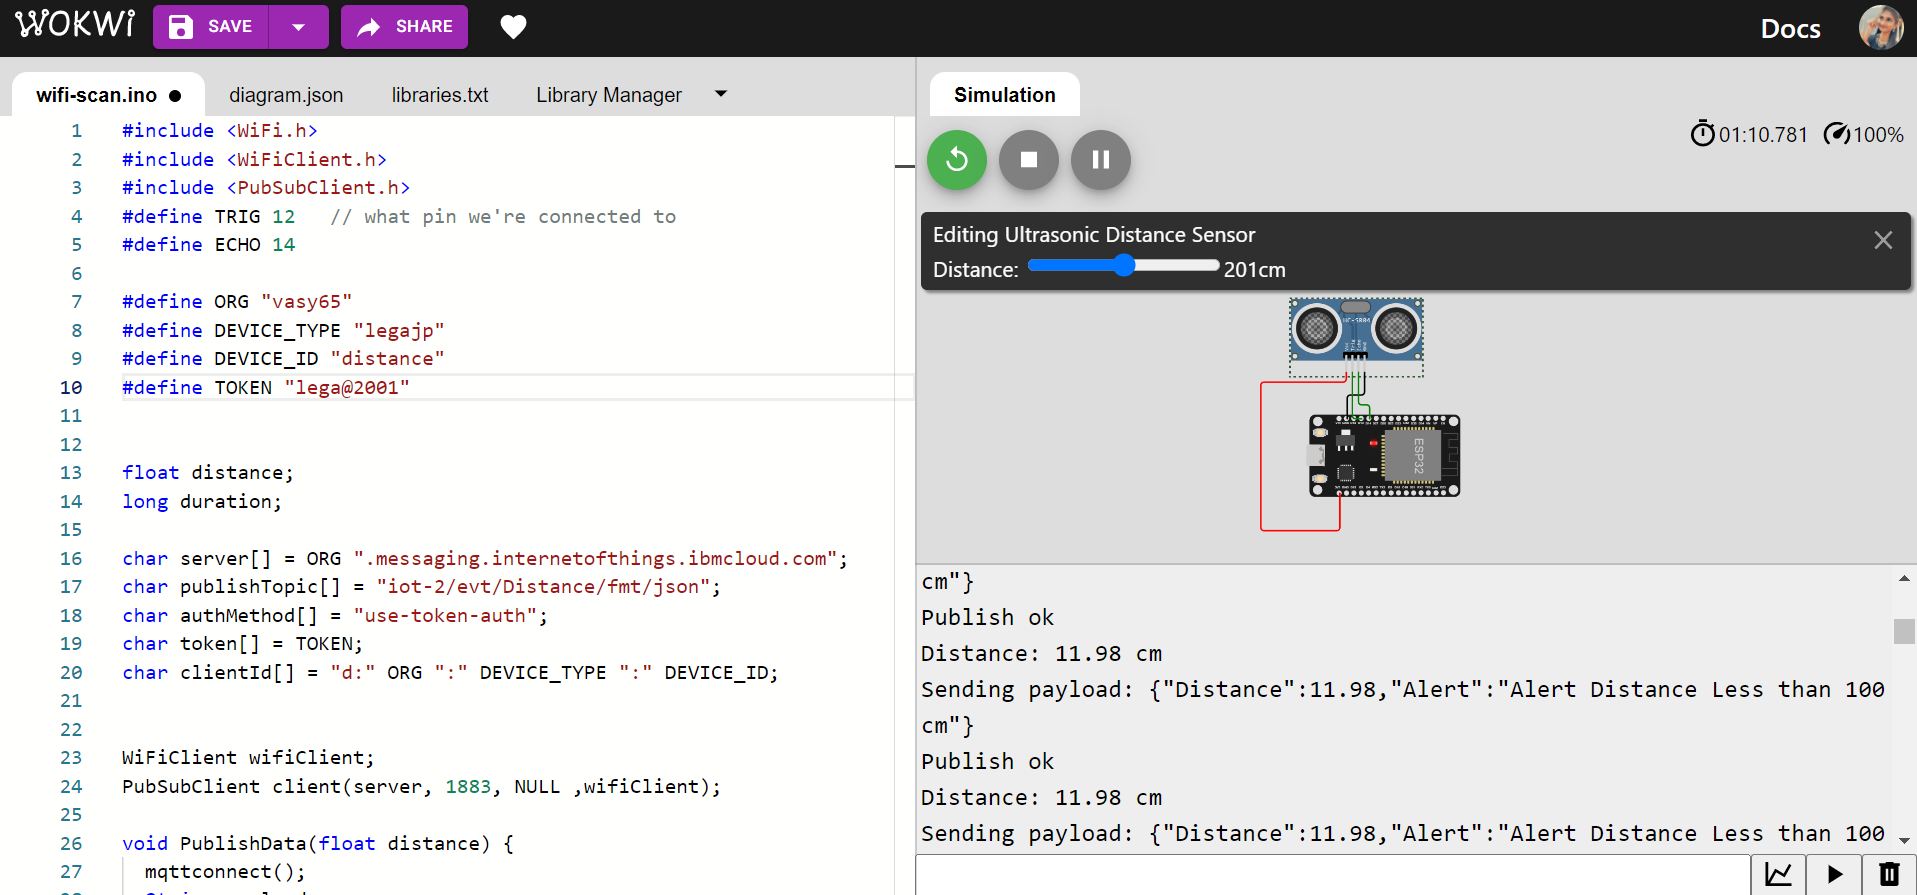 WOKWI SAVE SHARE Docs
wifi-scan.ino ● diagram.json libraries.txt Library Manager
1 #include <WiFi.h>
2 #include <WiFiClient.h>
3 #include <PubSubClient.h>
4 #define TRIG 12 // what pin we're connected to
5 #define ECHO 14
6
7 #define ORG "vasy65"
8 #define DEVICE_TYPE "legajp"
9 #define DEVICE_ID "distance"
10 #define TOKEN "lega@2001"
11
12
13 float distance;
14 long duration;
15
16 char server[] = ORG ".messaging.internetofthings.ibmcloud.com";
17 char publishTopic[] = "iot-2/evt/Distance/fmt/json";
18 char authMethod[] = "use-token-auth";
19 char token[] = TOKEN;
20 char clientId[] = "d:" ORG ":" DEVICE_TYPE ":" DEVICE_ID;
21
22
23 WiFiClient wifiClient;
24 PubSubClient client(server, 1883, NULL ,wifiClient);
25
26 void PublishData(float distance) {
27 mqttconnect();
Simulation
01:10.781 100%
Editing Ultrasonic Distance Sensor
Distance: 201cm
HC-SR04
ESP32
cm"}
Publish ok
Distance: 11.98 cm
Sending payload: {"Distance":11.98,"Alert":"Alert Distance Less than 100
cm"}
Publish ok
Distance: 11.98 cm
Sending payload: {"Distance":11.98,"Alert":"Alert Distance Less than 100